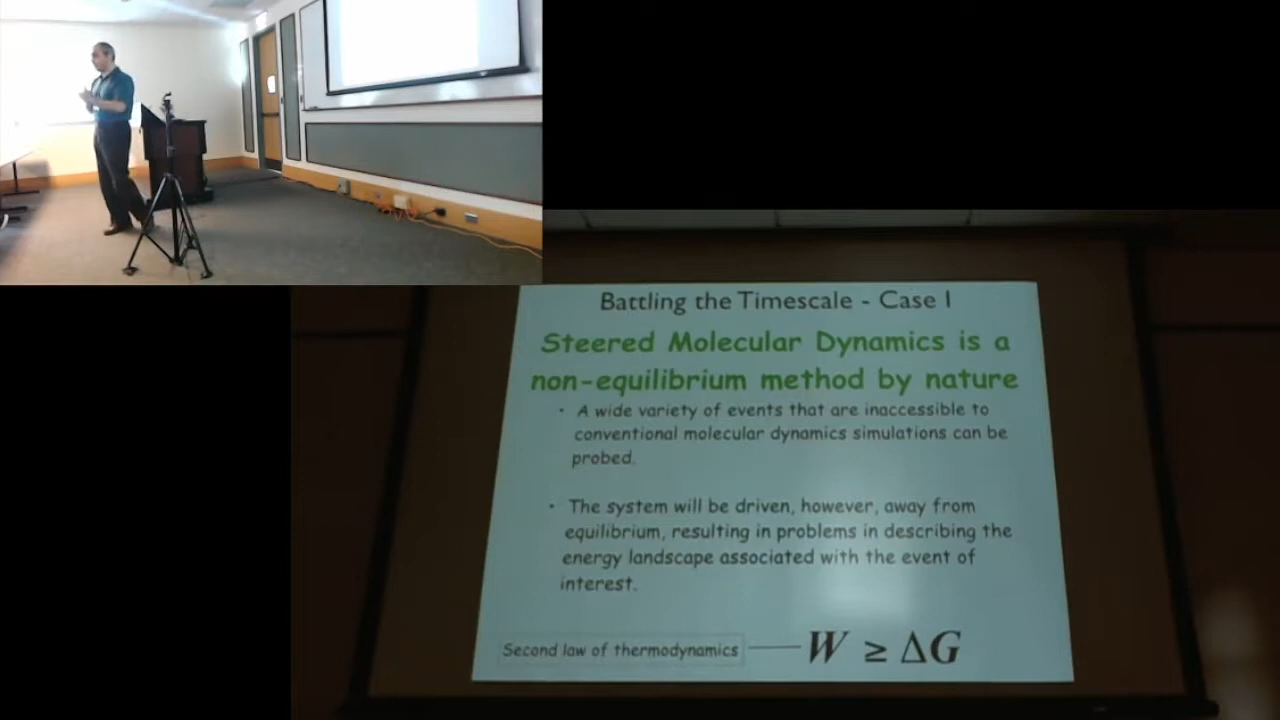 Battling the Timescale - Case I
Steered Molecular Dynamics is a
non-equilibrium method by nature
• A wide variety of events that are inaccessible to
conventional molecular dynamics simulations can be
probed.
• The system will be driven, however, away from
equilibrium, resulting in problems in describing the
energy landscape associated with the event of
interest.
Second law of thermodynamics — W ≥ ΔG